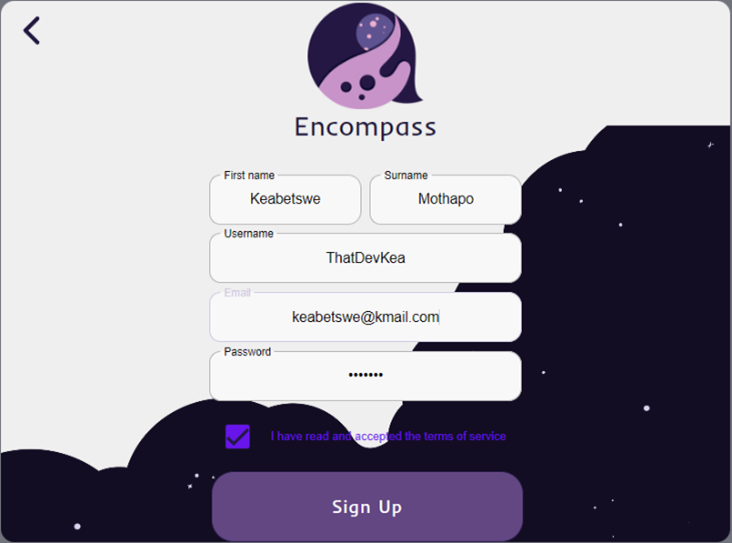 Encompass
First name
Surname
Keabetswe
Mothapo
Username
ThatDevKea
Email
keabetswe@kmail.com
Password
•••••••
I have read and accepted the terms of service
Sign Up